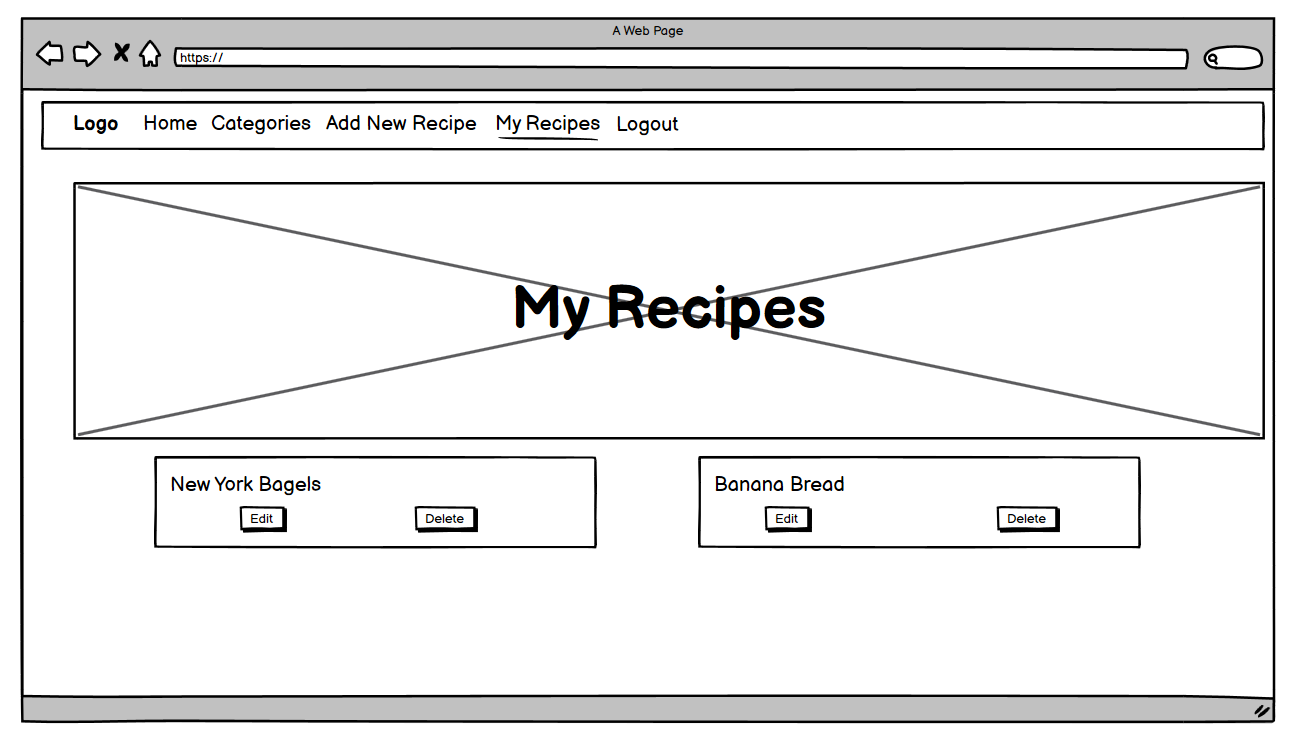 A Web Page
https://
Logo Home Categories Add New Recipe My Recipes Logout
My Recipes
New York Bagels
Edit Delete
Banana Bread
Edit Delete